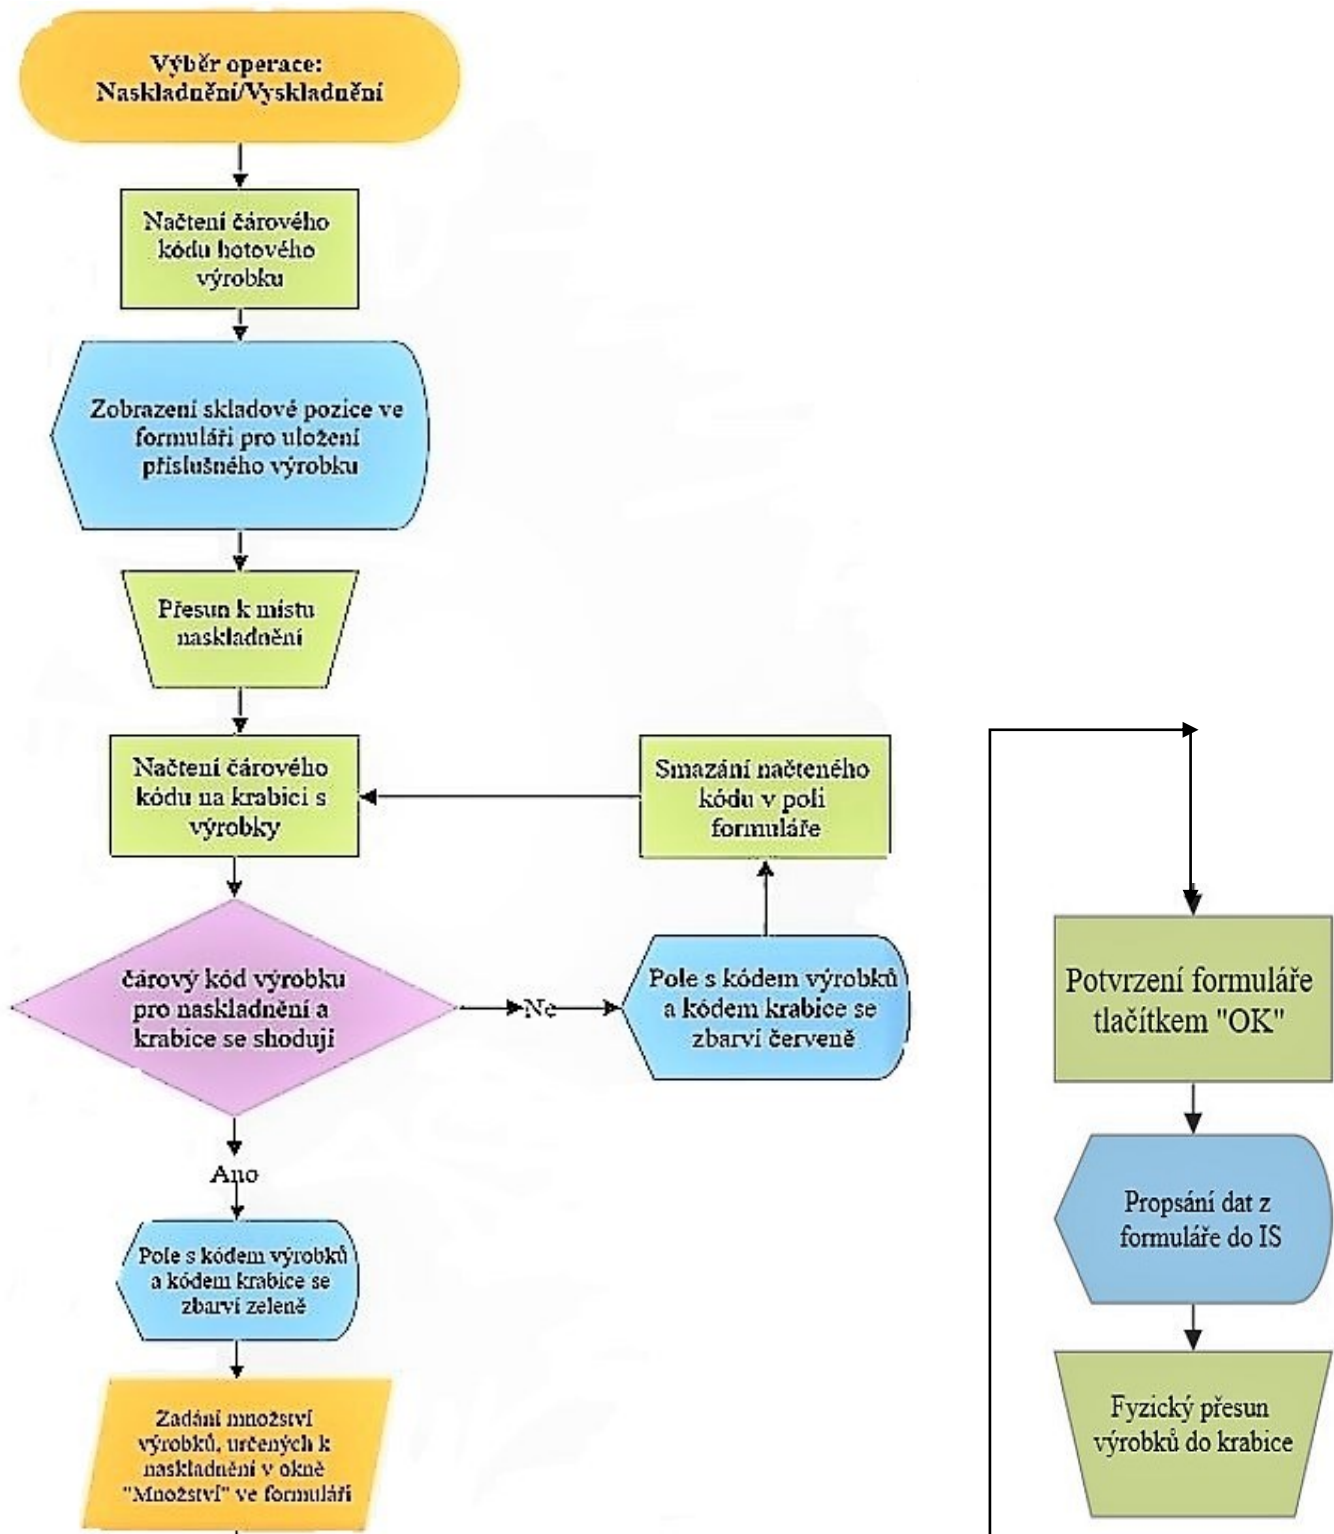 Výběr operace:
Naskladnění/Vyskladnění
Načtení čárového
kódu hotového
výrobku
Zobrazení skladové pozice ve
formuláři pro uložení
příslušného výrobku
Přesun k místu
naskladnění
Načtení čárového
kódu na krabici s
výrobky
Smazání načteného
kódu v poli
formuláře
čárový kód výrobku
pro naskladnění a
krabice se shodují
Ne
Pole s kódem výrobků
a kódem krabice se
zbarví červeně
Ano
Pole s kódem výrobků
a kódem krabice se
zbarví zeleně
Zadání množství
výrobků, určených k
naskladnění v okně
"Množství" ve formuláři
Potvrzení formuláře
tlačítkem "OK"
Propsání dat z
formuláře do IS
Fyzický přesun
výrobků do krabice